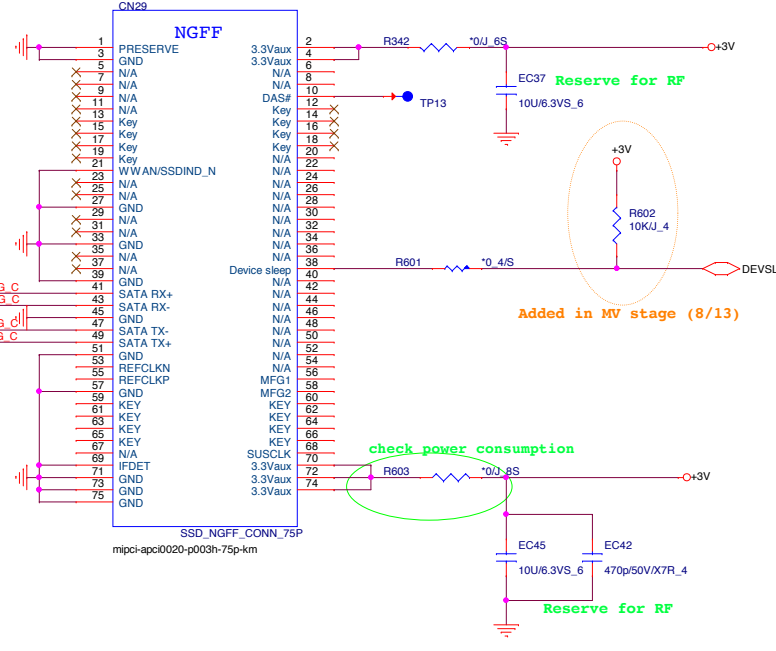 CN29
NGFF
1 PRESERVE 3.3Vaux 2 R342 *0/J_6S +3V
3 GND 3.3Vaux 4
5 N/A N/A 6
7 N/A N/A 8 EC37 Reserve for RF
9 N/A DAS# 10 TP13
11 N/A Key 12 10U/6.3VS_6
13 Key Key 14
15 Key Key 16
17 Key Key 18
19 Key N/A 20
21 WWAN/SSDIND_N N/A 22
23 N/A N/A 24
25 N/A N/A 26
27 GND N/A 28
29 N/A N/A 30
31 N/A N/A 32
33 GND N/A 34
35 N/A N/A 36
37 N/A Device sleep 38 R601 *0_4/S DEVSL
39 GND N/A 40
+3V
R602
10K/J_4
Added in MV stage (8/13)
G_C 41 SATA RX+ N/A 42
G_C 43 SATA RX- N/A 44
45 GND N/A 46
G_C 47 SATA TX- N/A 48
G_C 49 SATA TX+ N/A 50
51 GND N/A 52
53 REFCLKN N/A 54
55 REFCLKP MFG1 56
57 GND MFG2 58
59 KEY KEY 60
61 KEY KEY 62
63 KEY KEY 64
65 KEY KEY 66
67 N/A SUSCLK 68
69 IFDET 3.3Vaux 70
71 GND 3.3Vaux 72
73 GND 3.3Vaux 74
75 GND
check power consumption
R603 *0/J_8S +3V
SSD_NGFF_CONN_75P
mipci-apci0020-p003h-75p-km
EC45
10U/6.3VS_6
EC42
470p/50V/X7R_4
Reserve for RF